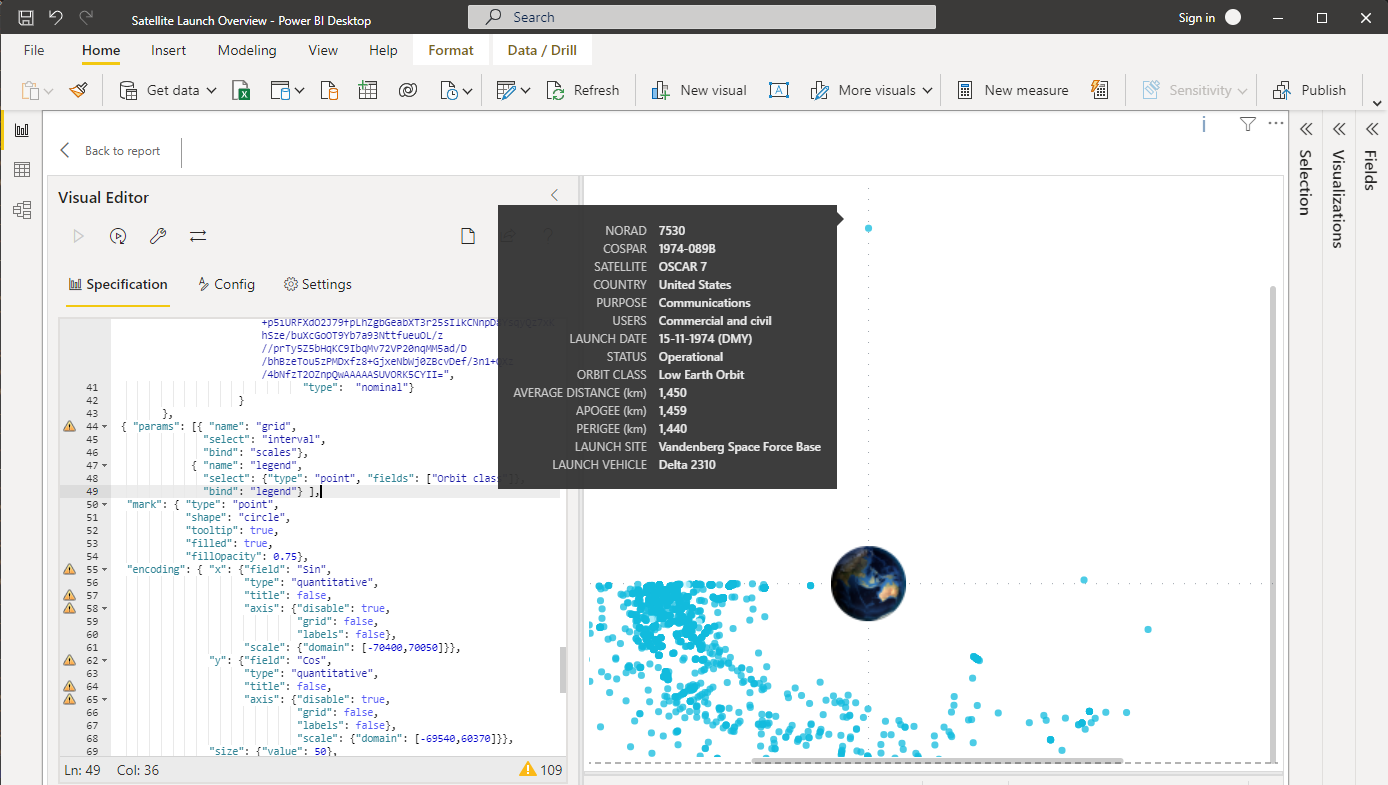 Satellite Launch Overview - Power BI Desktop
Search
Sign in
File Home Insert Modeling View Help Format Data / Drill
Get data Refresh New visual More visuals New measure Sensitivity Publish
Back to report
Selection
Visualizations
Fields
Visual Editor
Specification Config Settings
hSze/buXcGoOT9Yb7a93NttfueuOL/z
//prTy5Z5bHqKC9IbqMv72VP20nqMM5ad/D
/4bNfzT2OZnpQwAAAAASUVORK5CYII=",
41 "type": "nominal"}
42 }
43 },
44 { "params": [{ "name": "grid",
45 "select": "interval",
46 "bind": "scales"},
47 { "name": "legend",
48 "select": {"type": "point", "fields": ["Orbit class"]},
49 "bind": "legend"} ],
50 "mark": { "type": "point",
51 "shape": "circle",
52 "tooltip": true,
53 "filled": true,
54 "fillOpacity": 0.75},
55 "encoding": { "x": {"field": "Sin",
56 "type": "quantitative",
57 "title": false,
58 "axis": {"disable": true,
59 "grid": false,
60 "labels": false},
61 "scale": {"domain": [-70400,70050]}},
62 "y": {"field": "Cos",
63 "type": "quantitative",
64 "title": false,
65 "axis": {"disable": true,
66 "grid": false,
67 "labels": false},
68 "scale": {"domain": [-69540,60370]}},
69 "size": {"value": 50},
Ln: 49 Col: 36 109
NORAD 7530
COSPAR 1974-089B
SATELLITE OSCAR 7
COUNTRY United States
PURPOSE Communications
USERS Commercial and civil
LAUNCH DATE 15-11-1974 (DMY)
STATUS Operational
ORBIT CLASS Low Earth Orbit
AVERAGE DISTANCE (km) 1,450
APOGEE (km) 1,459
PERIGEE (km) 1,440
LAUNCH SITE Vandenberg Space Force Base
LAUNCH VEHICLE Delta 2310